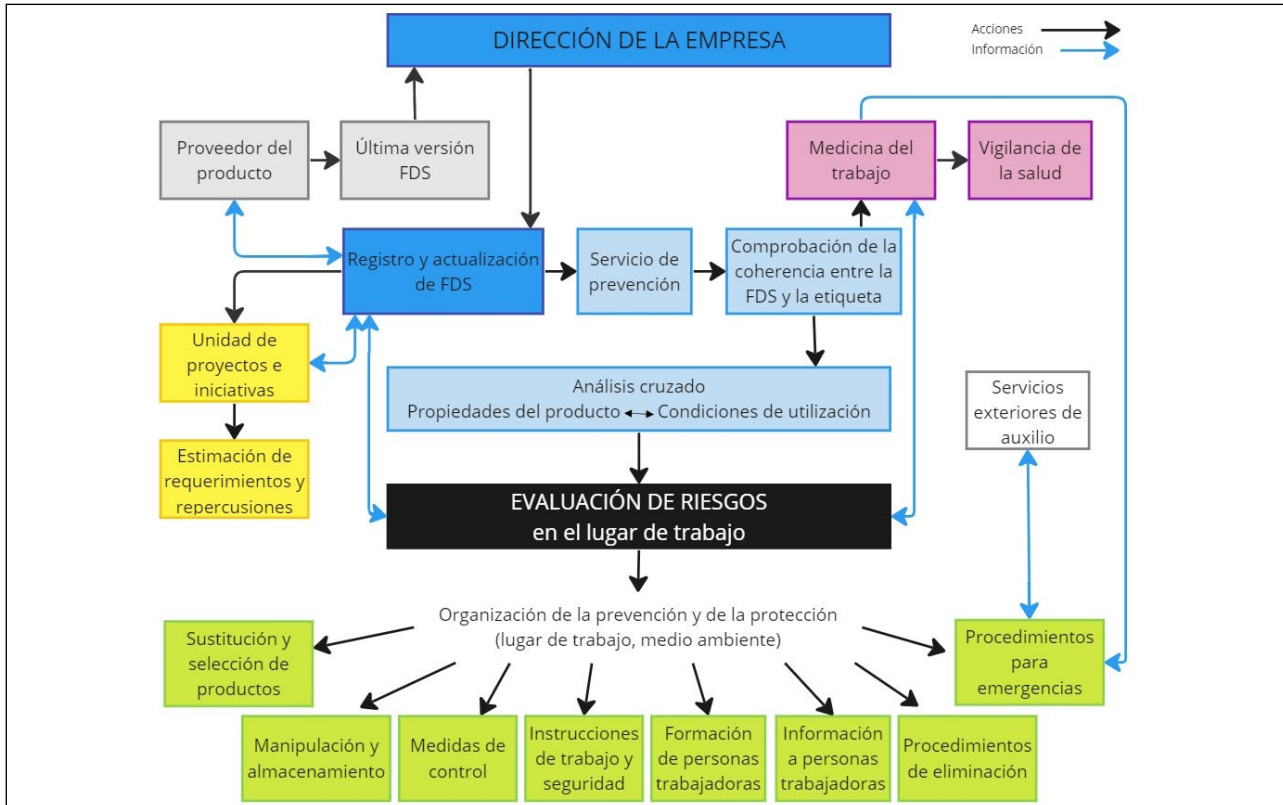 DIRECCIÓN DE LA EMPRESA
Acciones
Información
Proveedor del
producto
Última versión
FDS
Medicina del
trabajo
Vigilancia de
la salud
Registro y actualización
de FDS
Servicio de
prevención
Comprobación de la
coherencia entre la
FDS y la etiqueta
Unidad de
proyectos e
iniciativas
Análisis cruzado
Propiedades del producto Condiciones de utilización
Servicios
exteriores de
auxilio
Estimación de
requerimientos y
repercusiones
EVALUACIÓN DE RIESGOS
en el lugar de trabajo
Organización de la prevención y de la protección
(lugar de trabajo, medio ambiente)
Sustitución y
selección de
productos
Procedimientos
para
emergencias
Manipulación y
almacenamiento
Medidas de
control
Instrucciones
de trabajo y
seguridad
Formación
de personas
trabajadoras
Información
a personas
trabajadoras
Procedimientos
de eliminación